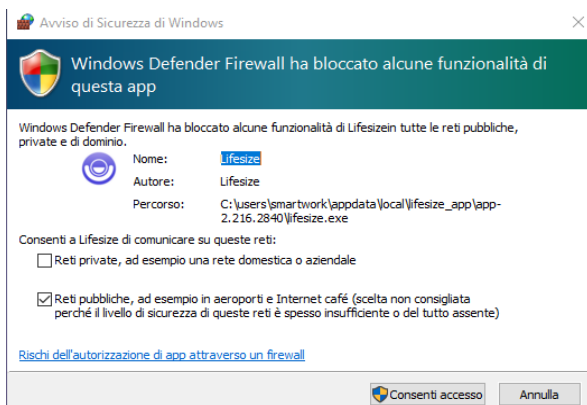 Avviso di Sicurezza di Windows
Windows Defender Firewall ha bloccato alcune funzionalità di
questa app
Windows Defender Firewall ha bloccato alcune funzionalità di Lifesizein tutte le reti pubbliche,
private e di dominio.
Nome: Lifesize
Autore: Lifesize
Percorso: C:\users\smartwork\appdata\local\lifesize_app\app-
2.216.2840\lifesize.exe
Consenti a Lifesize di comunicare su queste reti:
Reti private, ad esempio una rete domestica o aziendale
Reti pubbliche, ad esempio in aeroporti e Internet café (scelta non consigliata
perché il livello di sicurezza di queste reti è spesso insufficiente o del tutto assente)
Rischi dell'autorizzazione di app attraverso un firewall
Consenti accesso Annulla